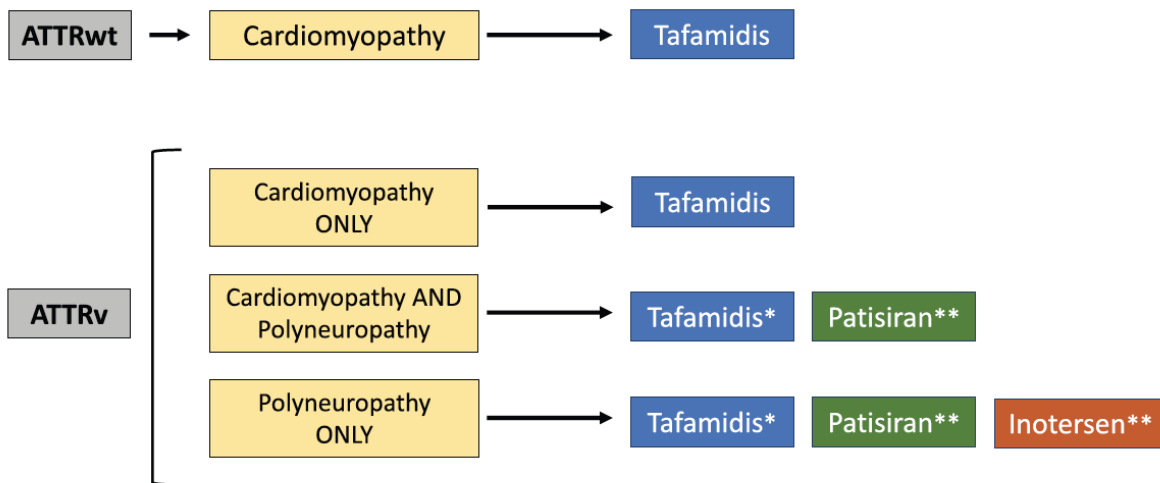 ATTRwt
Cardiomyopathy
Tafamidis
Cardiomyopathy
ONLY
Tafamidis
ATTRv
Cardiomyopathy AND
Polyneuropathy
Tafamidis*
Patisiran**
Polyneuropathy
ONLY
Tafamidis*
Patisiran**
Inotersen**